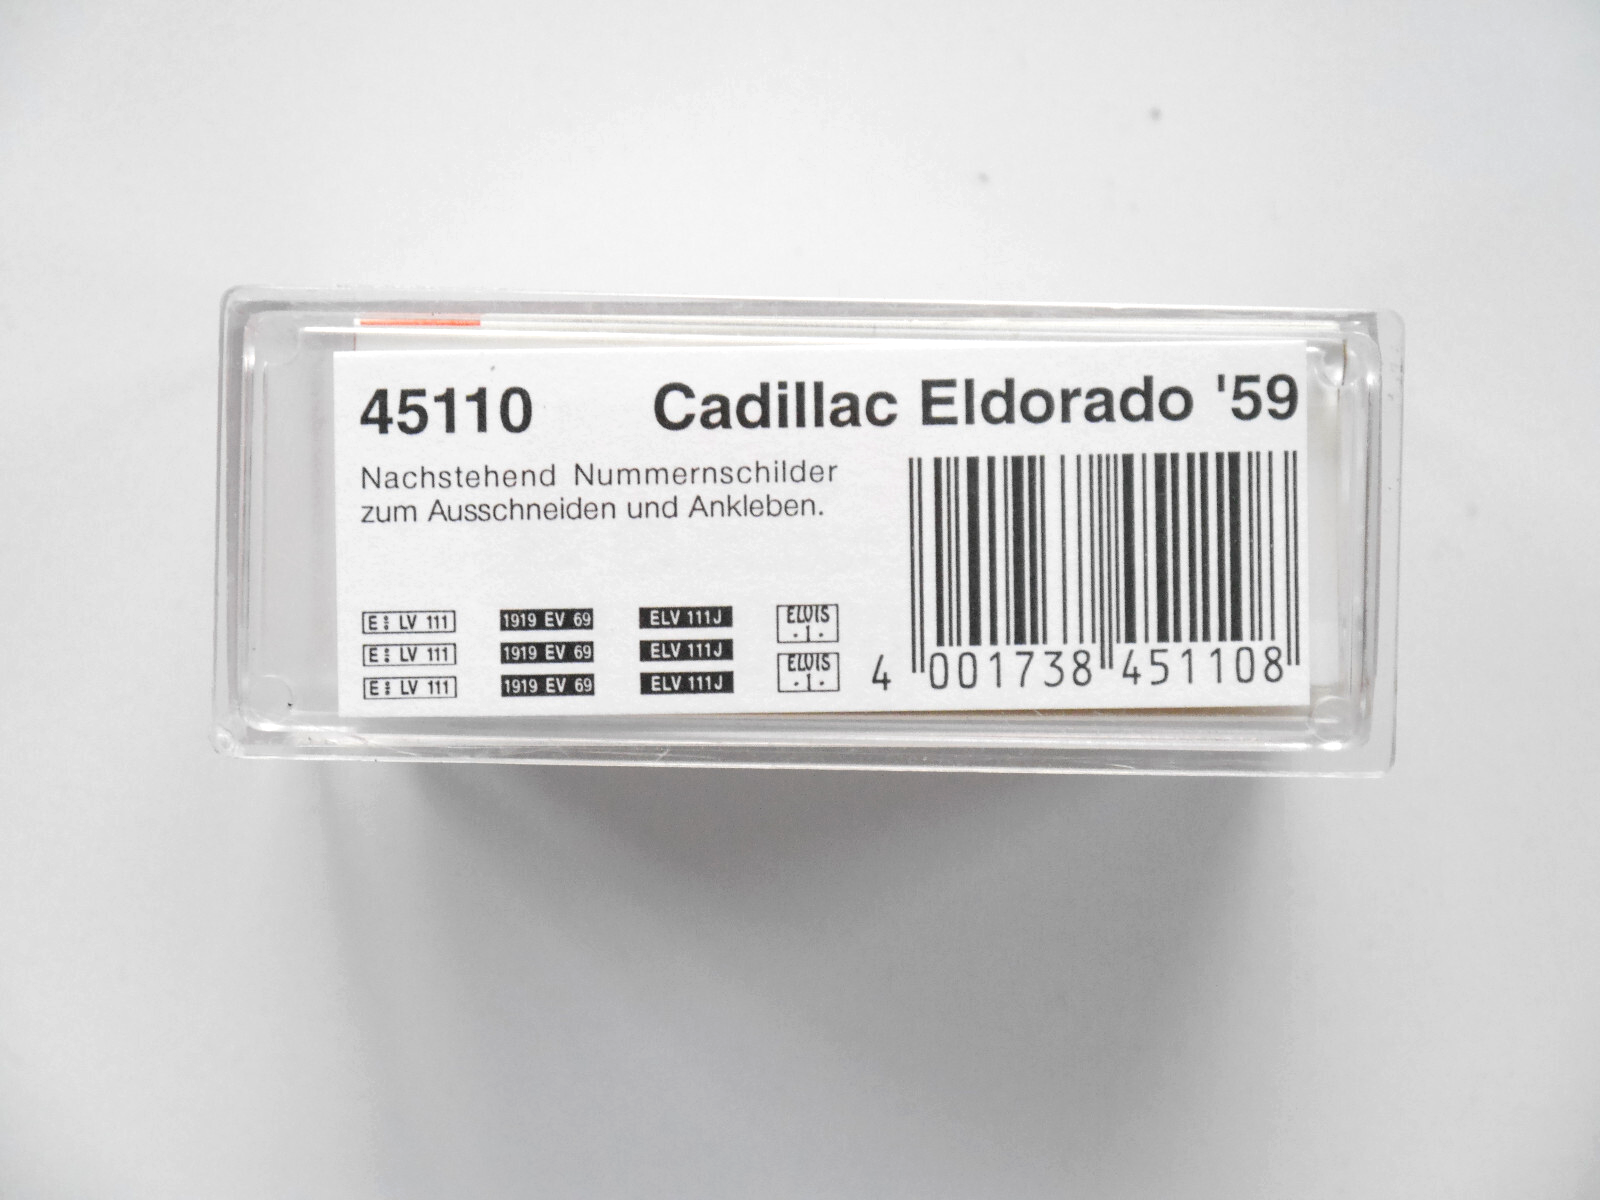 45110 Cadillac Eldorado '59
Nachstehend Nummernschilder
zum Ausschneiden und Ankleben.
E LV 111 1919 EV 69 ELV 111J ELVIS
· 1 ·
E LV 111 1919 EV 69 ELV 111J ELVIS
· 1 ·
E LV 111 1919 EV 69 ELV 111J
4 001738 451108